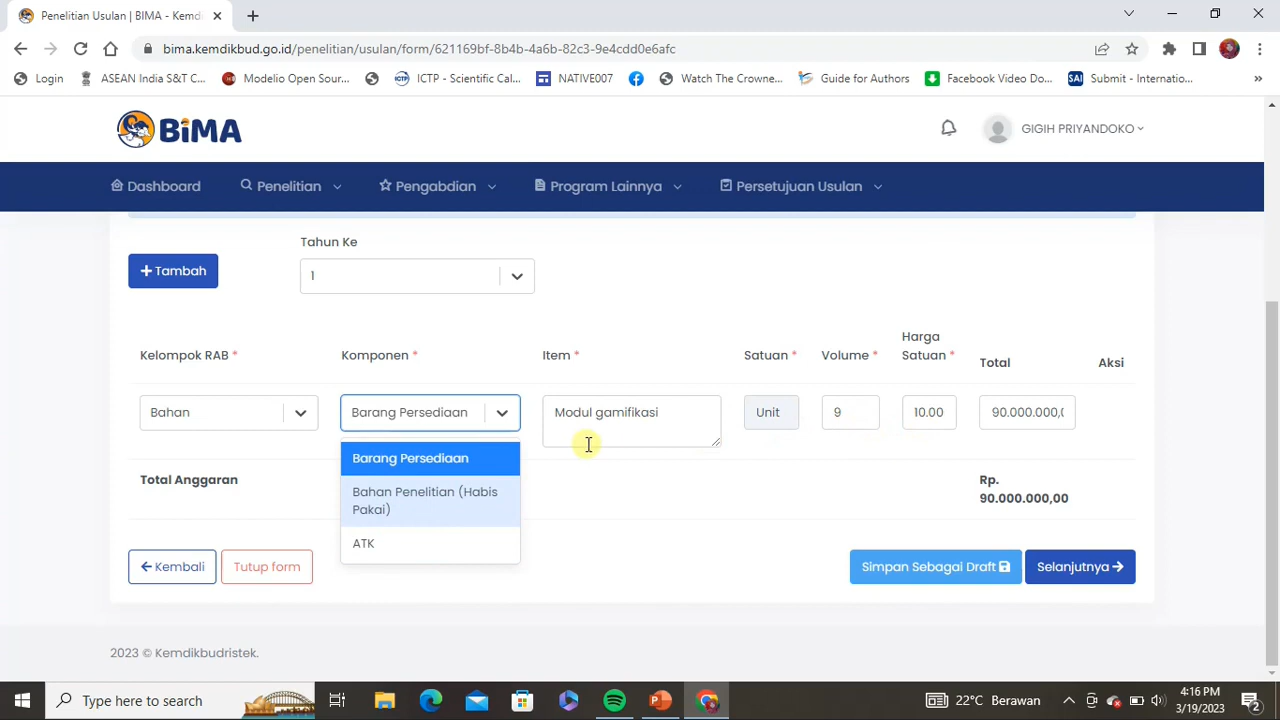 Penelitian Usulan | BIMA - Kemd
bima.kemdikbud.go.id/penelitian/usulan/form/621169bf-8b4b-4a6b-82c3-9e4cdd0e6afc
Login
ASEAN India S&T C...
Modelio Open Sour...
ICTP - Scientific Cal...
NATIVE007
Watch The Crowne...
Guide for Authors
Facebook Video Do...
SAI
Submit - Internatio...
»
BiMA
GIGIH PRIYANDOKO
Dashboard
Penelitian
Pengabdian
Program Lainnya
Persetujuan Usulan
Tahun Ke
+ Tambah
1
Kelompok RAB *
Komponen *
Item *
Satuan *
Volume *
Harga
Satuan *
Total
Aksi
Bahan
Barang Persediaan
Modul gamifikasi
Unit
9
10.00
90.000.000,(
Barang Persediaan
Bahan Penelitian (Habis
Pakai)
ATK
Total Anggaran
Rp.
90.000.000,00
Kembali
Tutup form
Simpan Sebagai Draft
Selanjutnya
2023 © Kemdikbudristek.
Type here to search
22°C Berawan
4:16 PM
3/19/2023
2